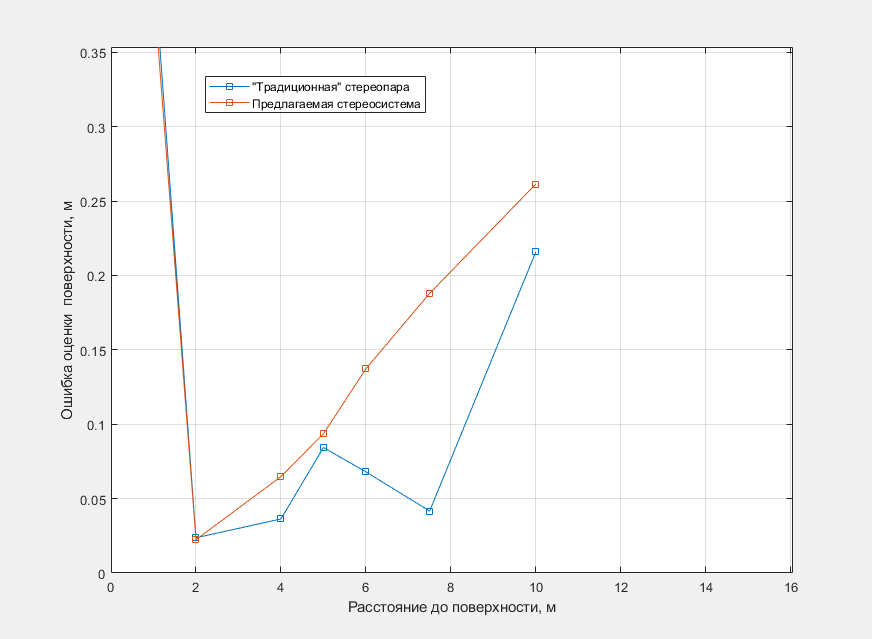 0.35
"Традиционная" стереопара
Предлагаемая стереосистема
0.3
0.25
0.2
0.15
0.1
0.05
0
Ошибка оценки  поверхности, м
0 2 4 6 8 10 12 14 16
Расстояние до поверхности, м